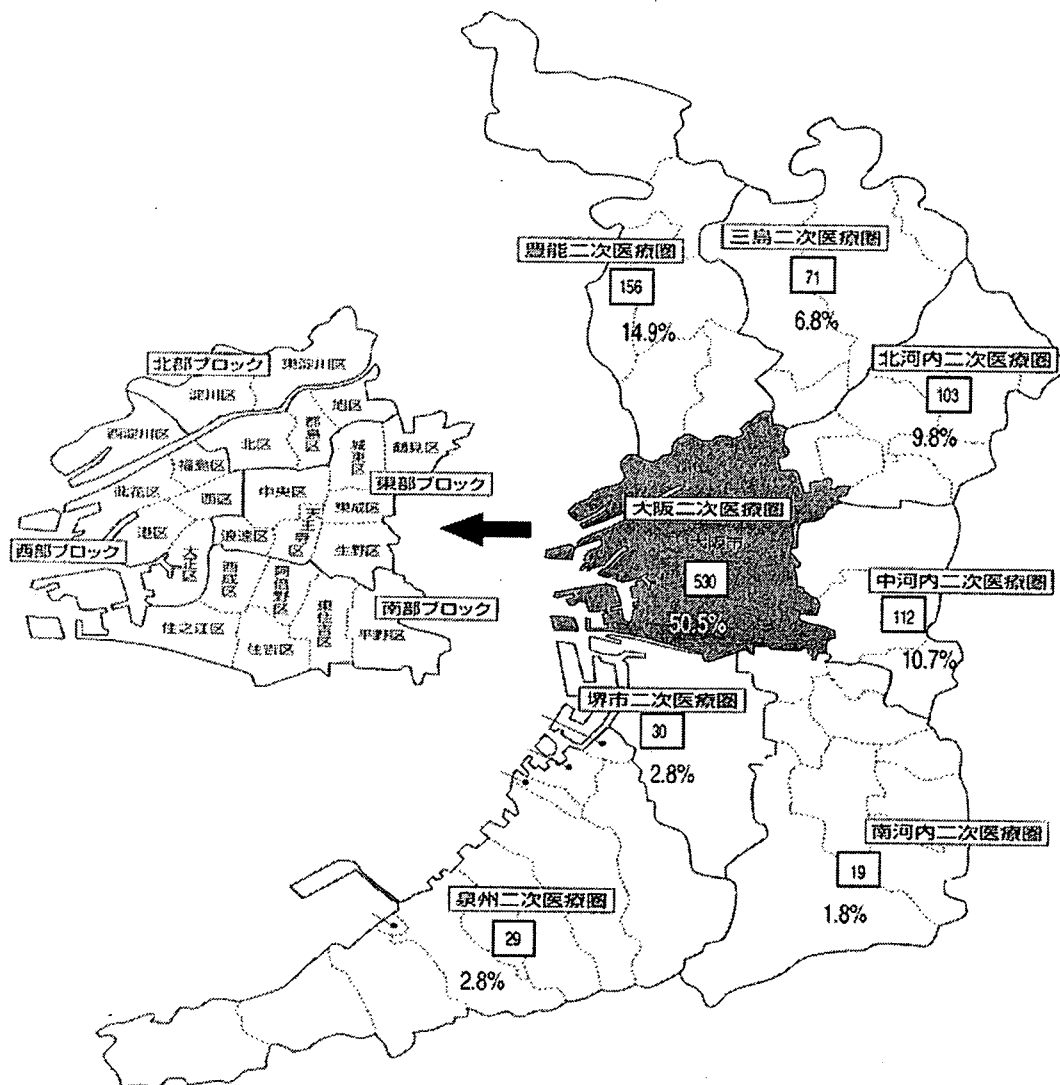 豊能二次医療圏
156
14.9%
三島二次医療圏
71
6.8%
北河内二次医療圏
103
9.8%
大阪二次医療圏
大阪市
530
50.5%
中河内二次医療圏
112
10.7%
堺市二次医療圏
30
2.8%
南河内二次医療圏
19
1.8%
泉州二次医療圏
29
2.8%
北部ブロック
東淀川区
淀川区
旭区
西淀川区
北区
都島区
城東区
鶴見区
福島区
此花区
西区
中央区
東部ブロック
東成区
港区
浪速区
天王寺区
西部ブロック
大正区
西成区
阿倍野区
生野区
南部ブロック
住之江区
住吉区
東住吉区
平野区